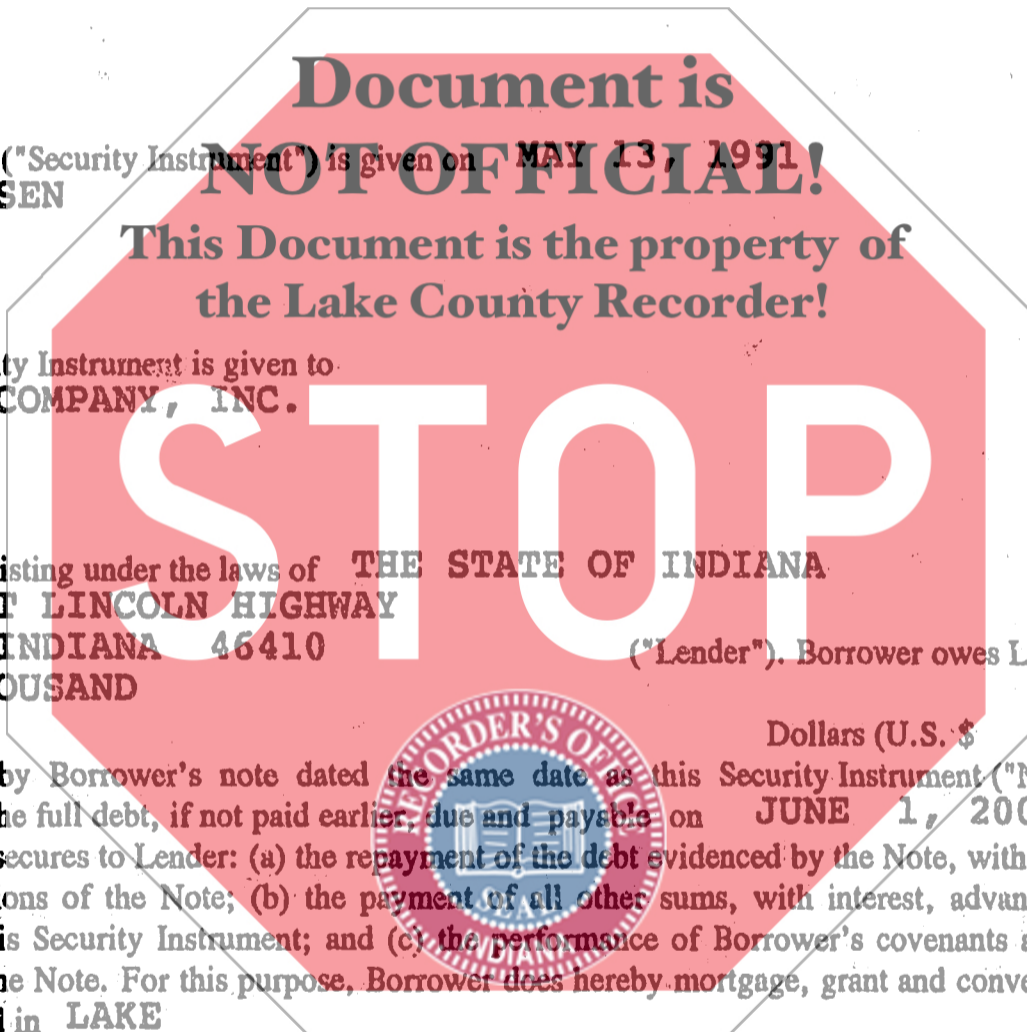 Document is
("Security Instrument") is given on MAY 13, 1991
NOT OFFICIAL!
SEN
This Document is the property of
the Lake County Recorder!
ty Instrument is given to
COMPANY, INC.
STOP
isting under the laws of THE STATE OF INDIANA
T LINCOLN HIGHWAY
INDIANA 46410 ("Lender"). Borrower owes L
OUSAND
Dollars (U.S. $
by Borrower's note dated the same date as this Security Instrument ("N
he full debt, if not paid earlier, due and payable on JUNE 1, 200
secures to Lender: (a) the repayment of the debt evidenced by the Note, with
ons of the Note; (b) the payment of all other sums, with interest, advan
is Security Instrument; and (c) the performance of Borrower's covenants a
e Note. For this purpose, Borrower does hereby mortgage, grant and conve
in LAKE
RECORDER'S OFFICE
SEAL
INDIANA